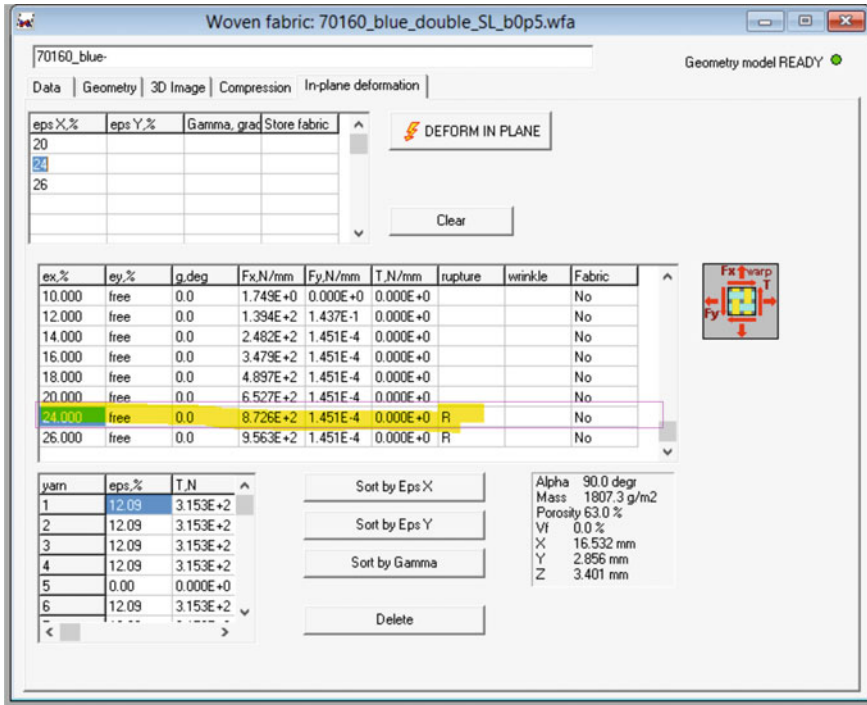 Woven fabric: 70160_blue_double_SL_b0p5.wfa
70160_blue-
Geometry model READY
Data Geometry 3D Image Compression In-plane deformation
eps X,% eps Y,% Gamma, grad Store fabric
20
24
26
DEFORM IN PLANE
Clear
ex,% ey,% g,deg Fx,N/mm Fy,N/mm T,N/mm rupture wrinkle Fabric
10.000 free 0.0 1.749E+0 0.000E+0 0.000E+0 No
12.000 free 0.0 1.394E+2 1.437E-1 0.000E+0 No
14.000 free 0.0 2.482E+2 1.451E-4 0.000E+0 No
16.000 free 0.0 3.479E+2 1.451E-4 0.000E+0 No
18.000 free 0.0 4.897E+2 1.451E-4 0.000E+0 No
20.000 free 0.0 6.527E+2 1.451E-4 0.000E+0 No
24.000 free 0.0 8.726E+2 1.451E-4 0.000E+0 R No
26.000 free 0.0 9.563E+2 1.451E-4 0.000E+0 R No
Fx warp
T
Fy
yarn eps,% T,N
1 12.09 3.153E+2
2 12.09 3.153E+2
3 12.09 3.153E+2
4 12.09 3.153E+2
5 0.00 0.000E+0
6 12.09 3.153E+2
Sort by Eps X
Sort by Eps Y
Sort by Gamma
Delete
Alpha 90.0 degr
Mass 1807.3 g/m2
Porosity 63.0 %
Vf 0.0 %
X 16.532 mm
Y 2.856 mm
Z 3.401 mm